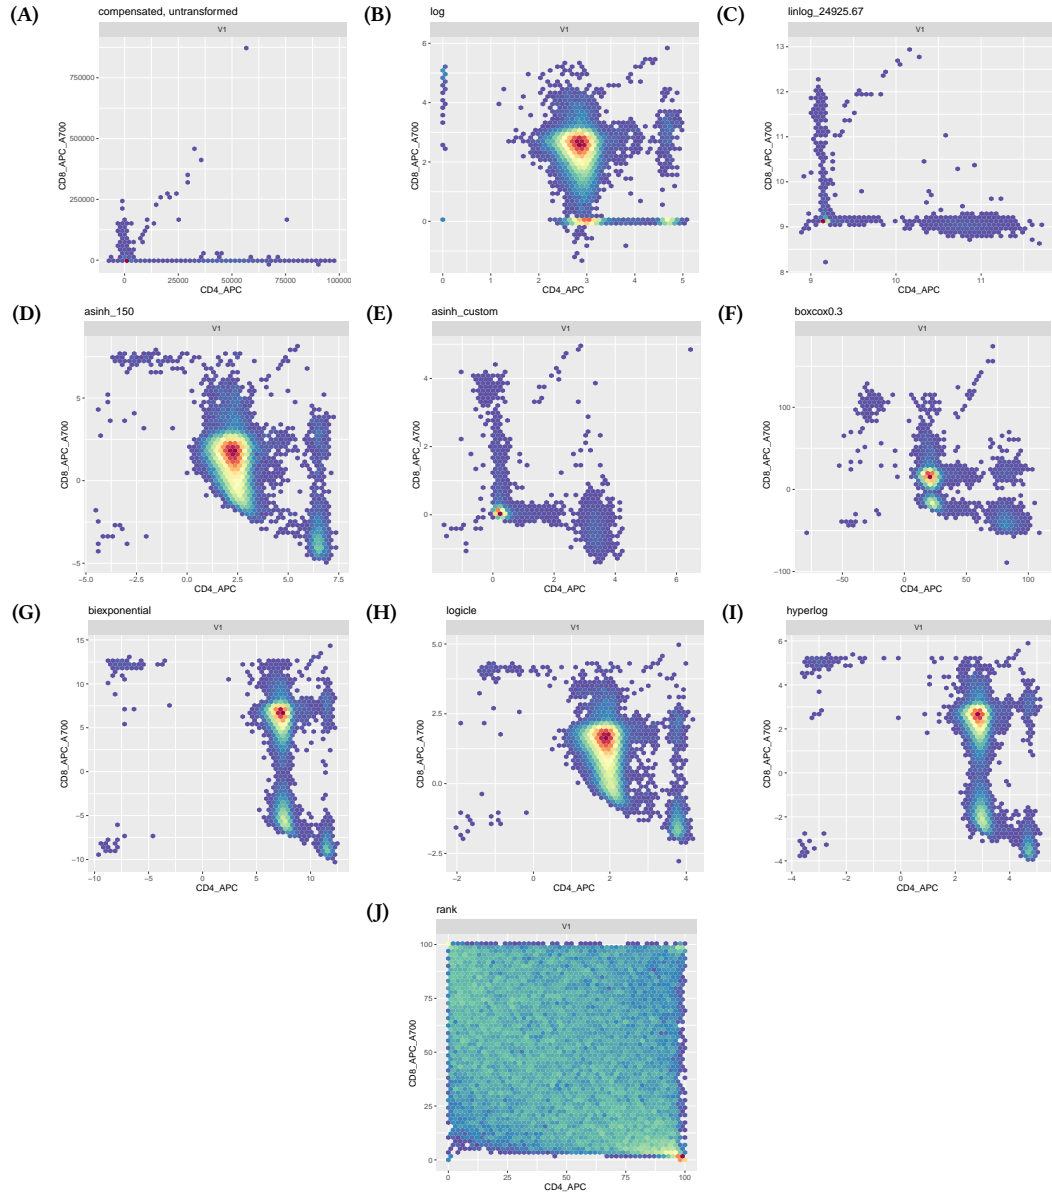 (A)
compensated, untransformed
V1
750000
500000
250000
0
0
25000
50000
75000
100000
CD4_APC
CD8_APC_A700
(B)
log
V1
6
4
2
0
0
1
2
3
4
5
CD4_APC
CD8_APC_A700
(C)
linlog_24925.67
V1
13
12
11
10
9
8
9
10
11
CD4_APC
CD8_APC_A700
(D)
asinh_150
V1
5
0
−5
−5.0
0.0
2.5
5.0
7.5
CD4_APC
CD8_APC_A700
(E)
asinh_custom
V1
4
2
0
0
2
4
6
CD4_APC
CD8_APC_A700
(F)
boxcox0.3
V1
100
0
−100
−50
0
50
100
CD4_APC
CD8_APC_A700
(G)
biexponential
V1
15
10
5
0
−5
−10
−10
−5
0
5
10
CD4_APC
CD8_APC_A700
(H)
logicle
V1
5.0
2.5
0.0
−2.5
−2
0
2
4
CD4_APC
CD8_APC_A700
(I)
hyperlog
V1
6
4
2
0
−2
−4
−4
−2
0
2
4
CD4_APC
CD8_APC_A700
(J)
rank
V1
100
75
50
25
0
0
25
50
75
100
CD4_APC
CD8_APC_A700